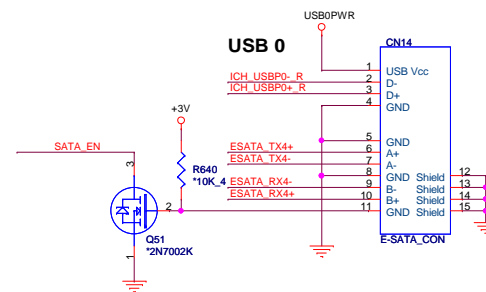 USB0PWR
USB 0
CN14
1 USB Vcc
ICH_USBP0-_R 2 D-
ICH_USBP0+_R 3 D+
4 GND
+3V
5 GND
SATA_EN
ESATA_TX4+ 6 A+
ESATA_TX4- 7 A-
R640
8 GND Shield 12
*10K_4
ESATA_RX4- 9 B- Shield 13
ESATA_RX4+ 10 B+ Shield 14
11 GND Shield 15
3
2
1
Q51
*2N7002K
E-SATA_CON